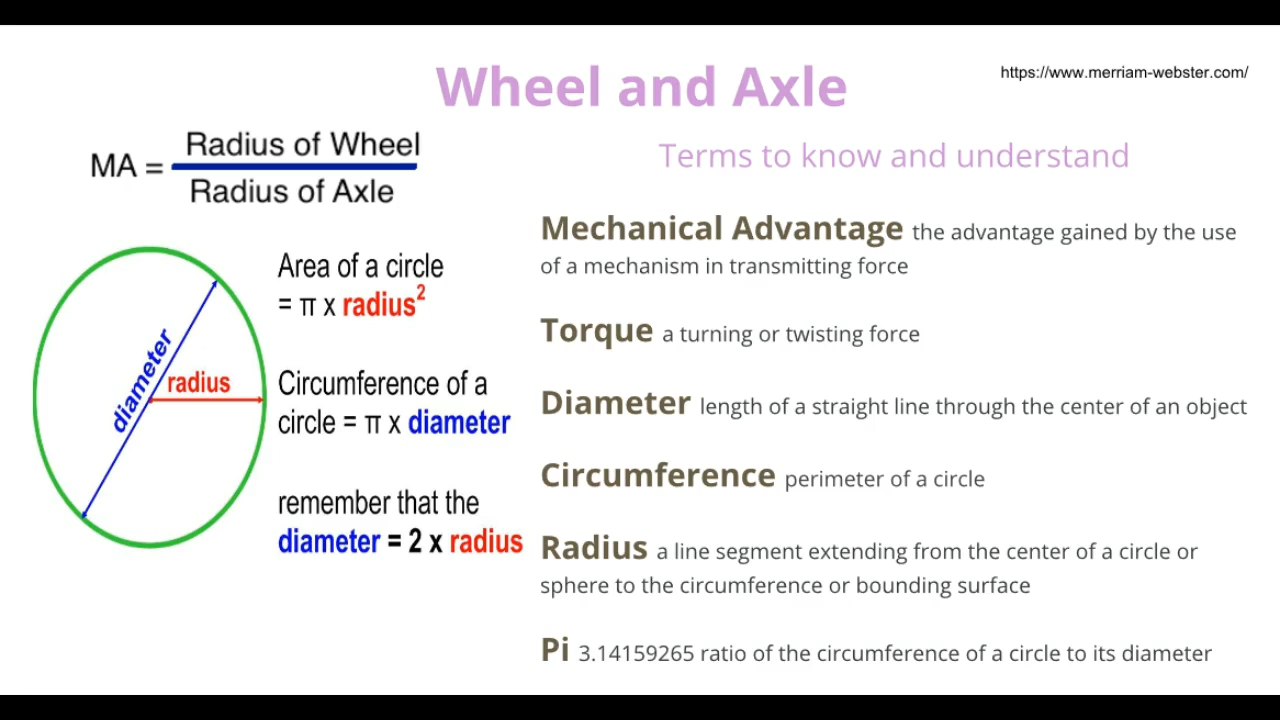 Wheel and Axle
https://www.merriam-webster.com/
MA = Radius of Wheel
Radius of Axle
Area of a circle
= π x radius²
diameter
radius
Circumference of a
circle = π x diameter
remember that the
diameter = 2 x radius
Terms to know and understand
Mechanical Advantage the advantage gained by the use
of a mechanism in transmitting force
Torque a turning or twisting force
Diameter length of a straight line through the center of an object
Circumference perimeter of a circle
Radius a line segment extending from the center of a circle or
sphere to the circumference or bounding surface
Pi 3.14159265 ratio of the circumference of a circle to its diameter